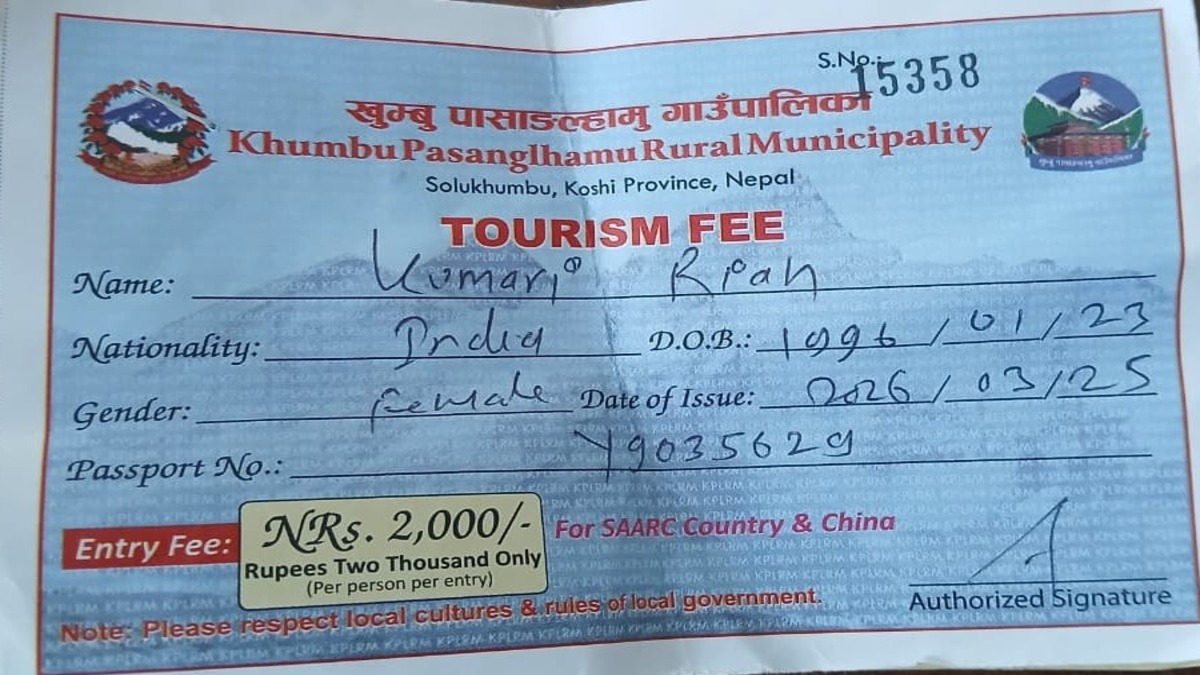 S.No.: 15358
खुम्बु पासाङल्हामु गाउँपालिका
Khumbu Pasanglhamu Rural Municipality
Solukhumbu, Koshi Province, Nepal
TOURISM FEE
Name: Kumari Riah
Nationality: India D.O.B.: 1996/01/23
Gender: Female Date of Issue: 2026/03/25
Passport No.: Y9035629
Entry Fee: NRs. 2,000/- For SAARC Country & China
Rupees Two Thousand Only
(Per person per entry)
Authorized Signature
Note: Please respect local cultures & rules of local government.